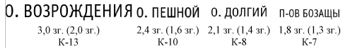 О. ВОЗРОЖДЕНИЯ О. ПЕШНОЙ О. ДОЛГИЙ П-ОВ БОЗАЩЫ
3,0 зг. (2,0 зг.) 2,4 зг. (1,6 зг.) 2,1 зг. (1,4 зг.) 1,8 зг. (1,3 зг.)
К-13 К-10 К-8 К-7